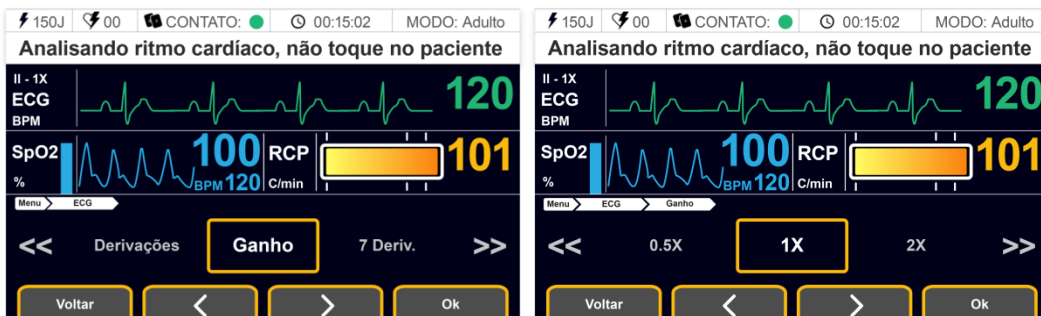 150J 00 CONTATO: 00:15:02 MODO: Adulto
Analisando ritmo cardíaco, não toque no paciente
II - 1X
ECG
BPM
120
SpO2
%
100
BPM 120
RCP
C/min
101
Menu ECG
<< Derivações Ganho 7 Deriv. >>
Voltar < > Ok
150J 00 CONTATO: 00:15:02 MODO: Adulto
Analisando ritmo cardíaco, não toque no paciente
II - 1X
ECG
BPM
120
SpO2
%
100
BPM 120
RCP
C/min
101
Menu ECG Ganho
<< 0.5X 1X 2X >>
Voltar < > Ok